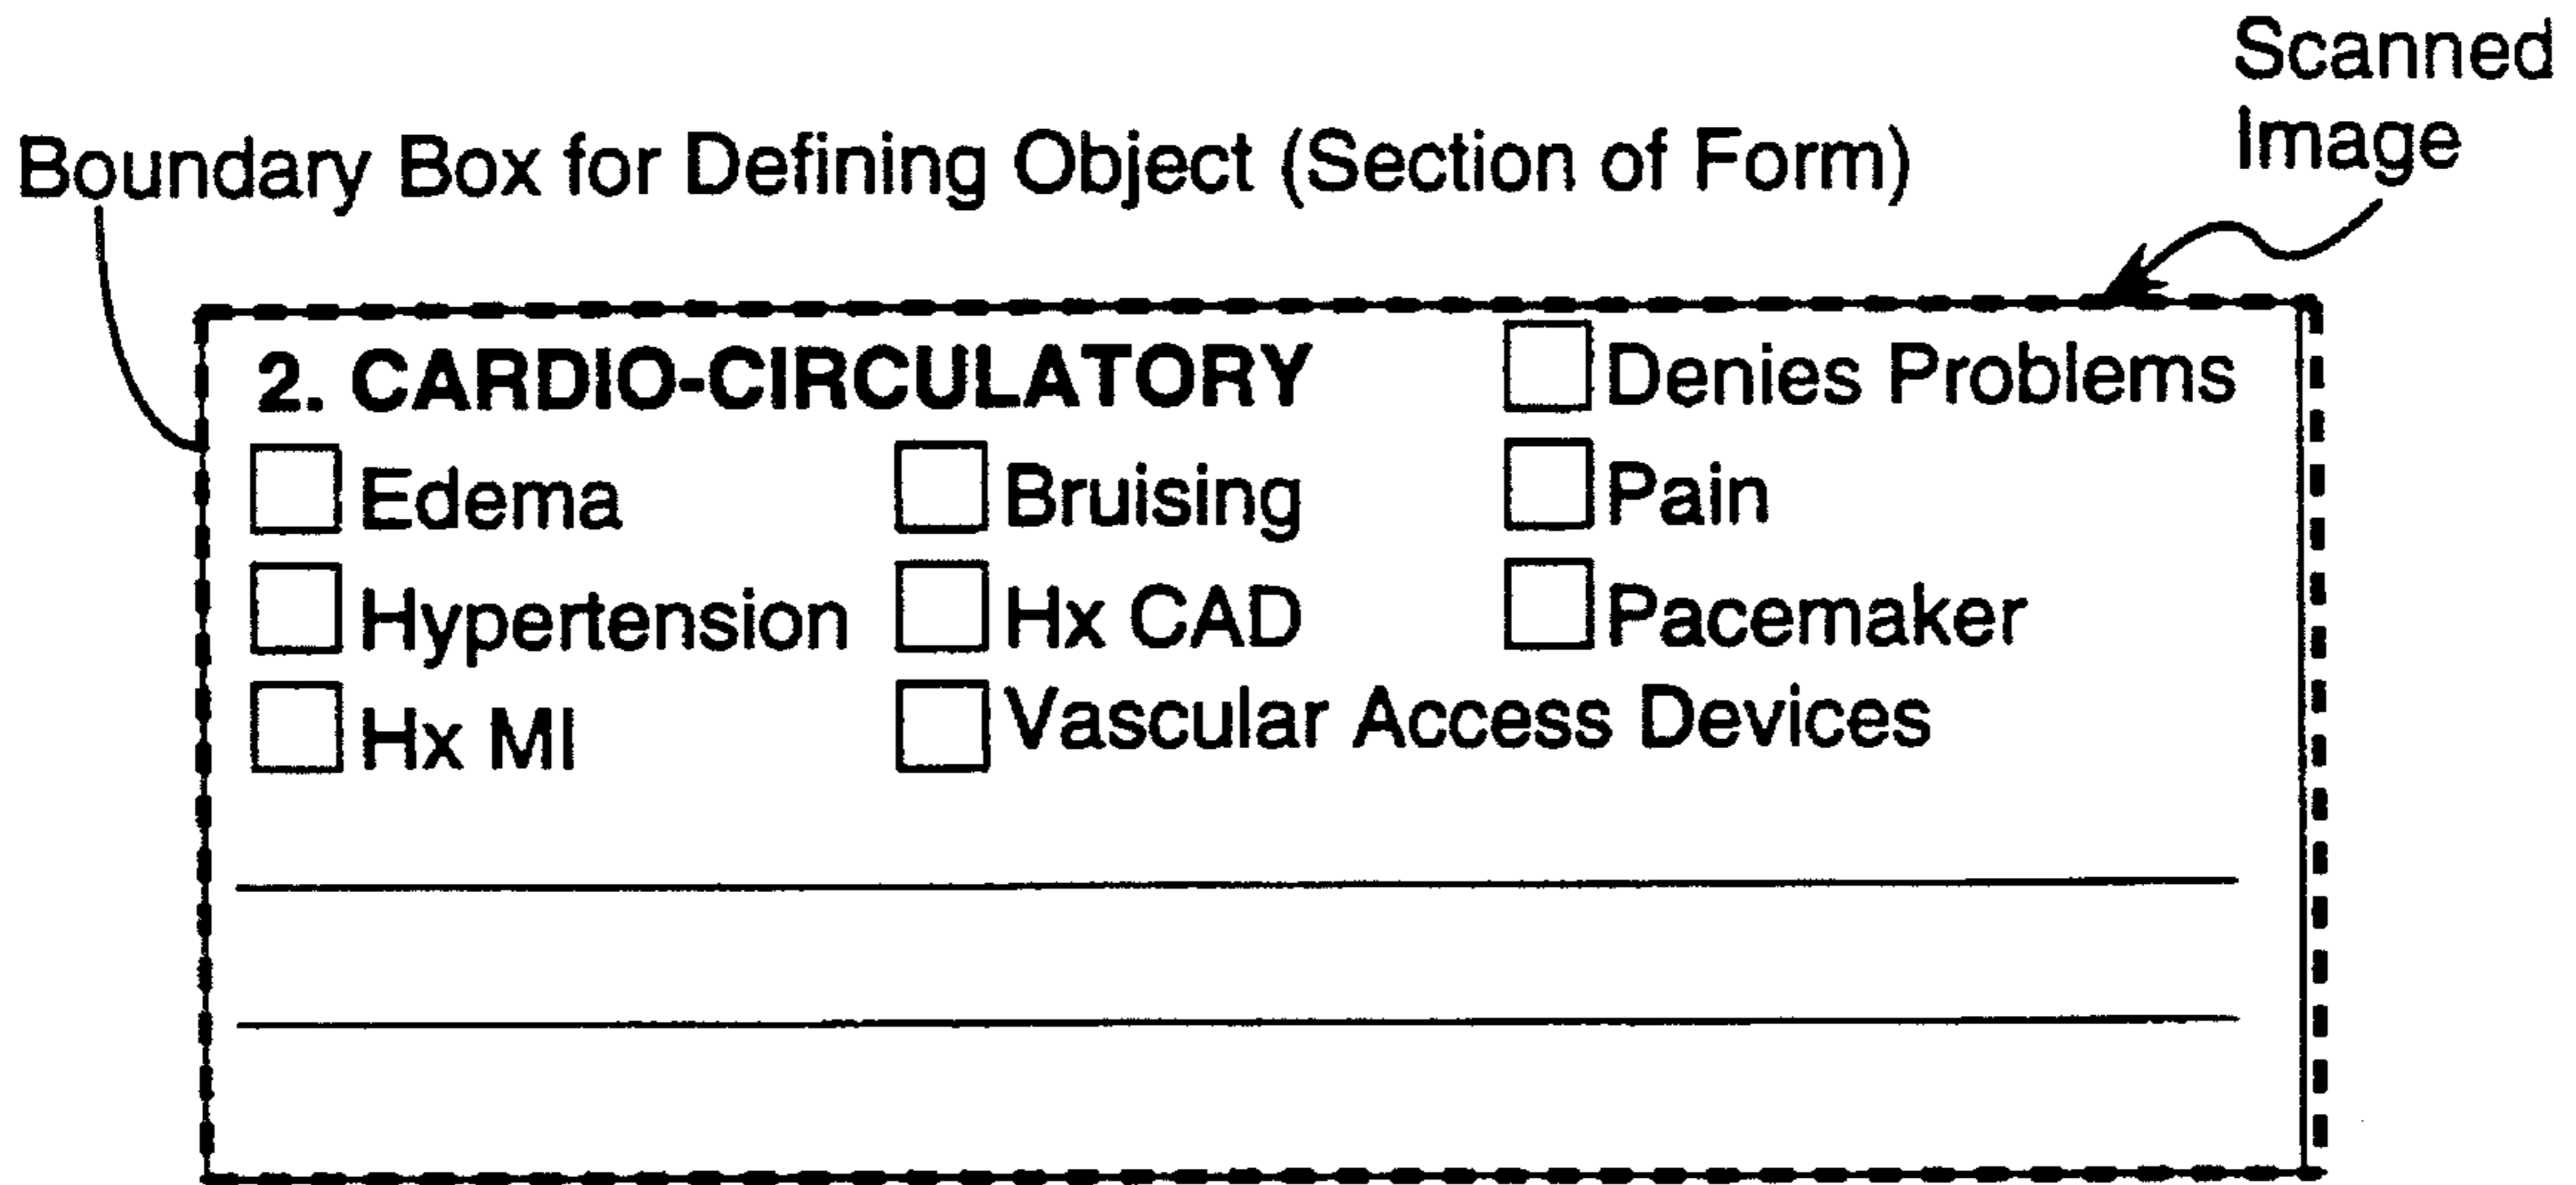 Scanned
Image
Boundary Box for Defining Object (Section of Form)
2. CARDIO-CIRCULATORY Denies Problems
Edema Bruising Pain
Hypertension Hx CAD Pacemaker
Hx MI Vascular Access Devices